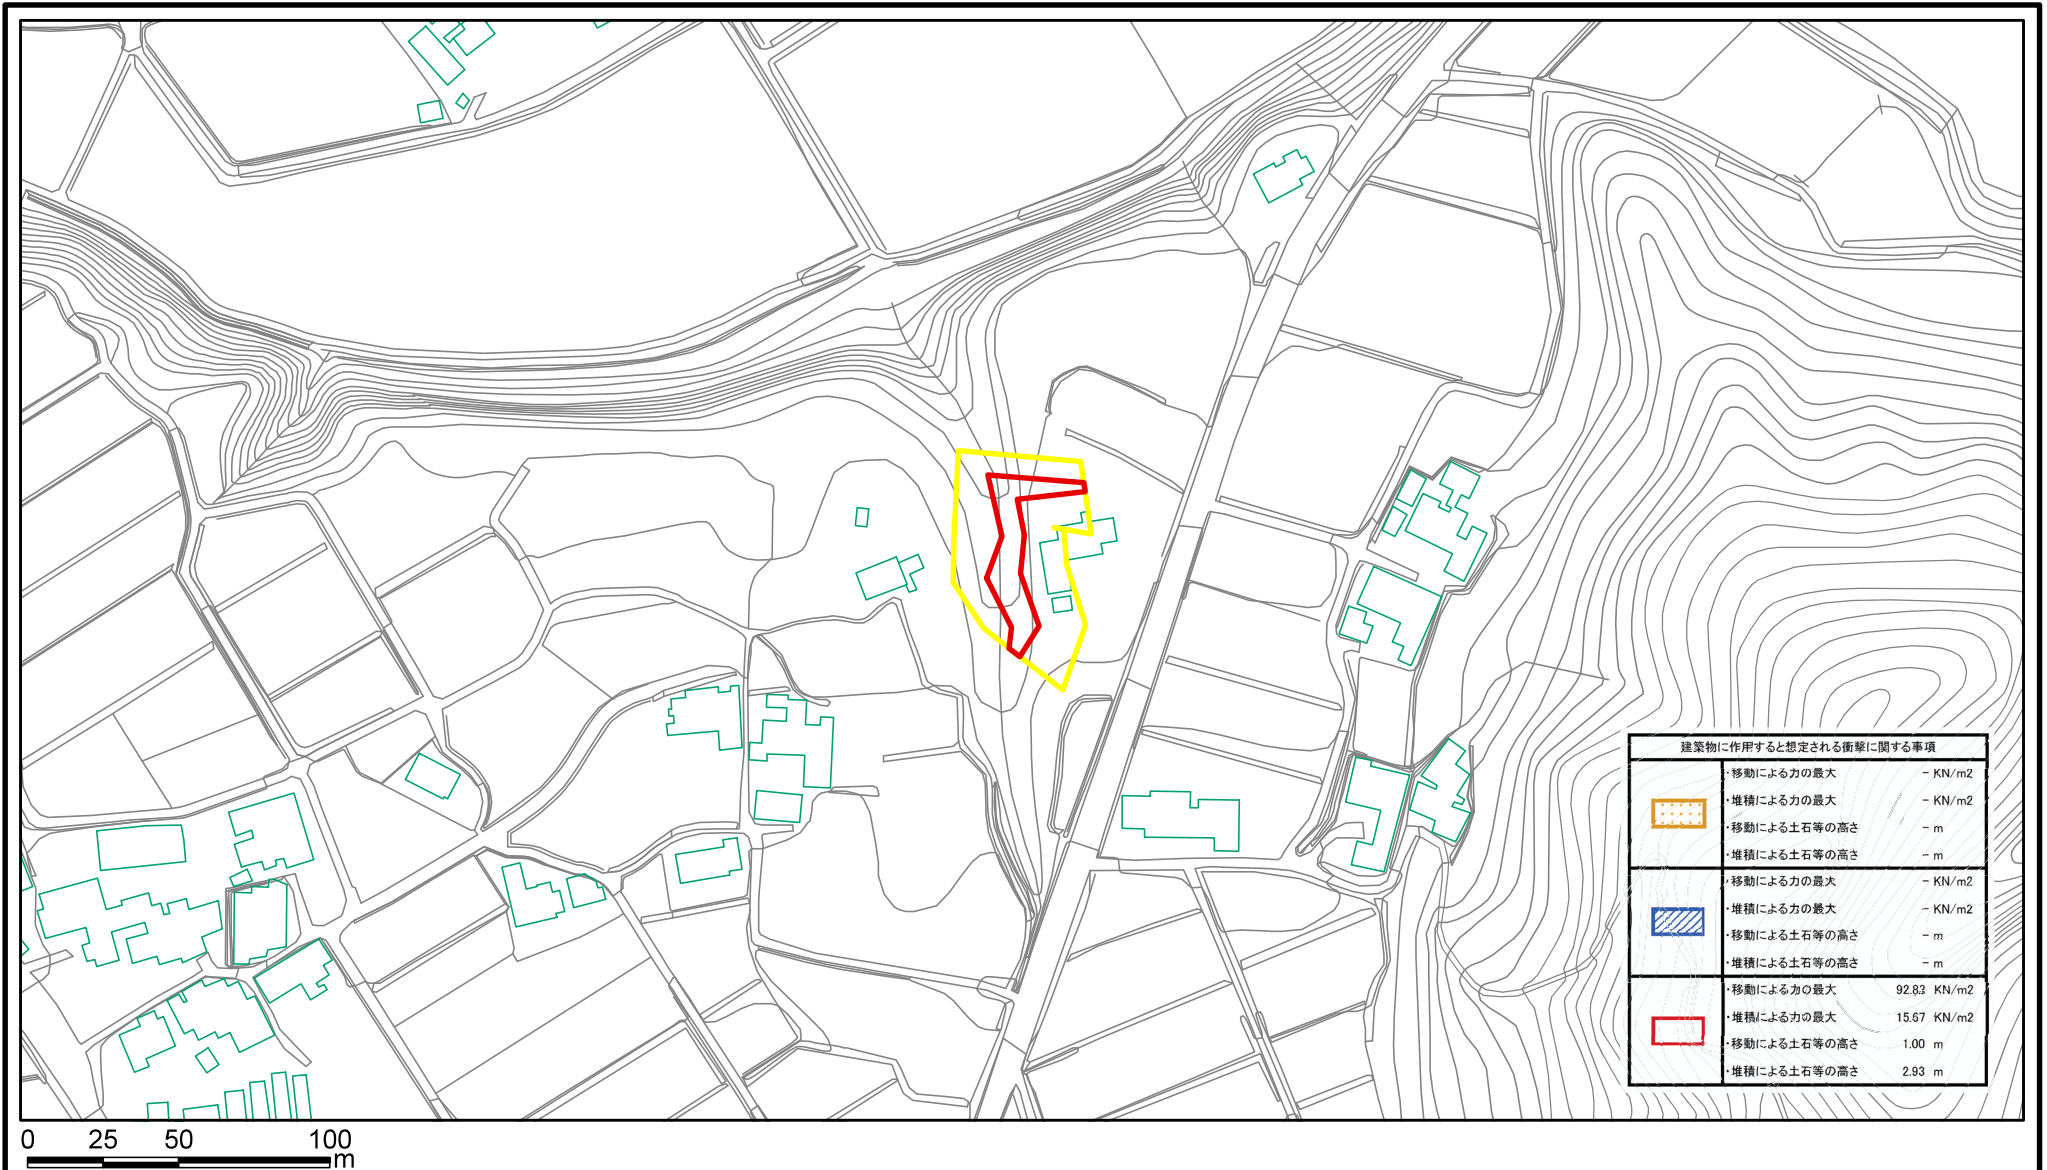 建築物に作用すると想定される衝撃に関する事項
・移動による力の最大 － KN/m2
・堆積による力の最大 － KN/m2
・移動による土石等の高さ － m
・堆積による土石等の高さ － m
・移動による力の最大 － KN/m2
・堆積による力の最大 － KN/m2
・移動による土石等の高さ － m
・堆積による土石等の高さ － m
・移動による力の最大 92.83 KN/m2
・堆積による力の最大 15.67 KN/m2
・移動による土石等の高さ 1.00 m
・堆積による土石等の高さ 2.93 m
0 25 50 100
m